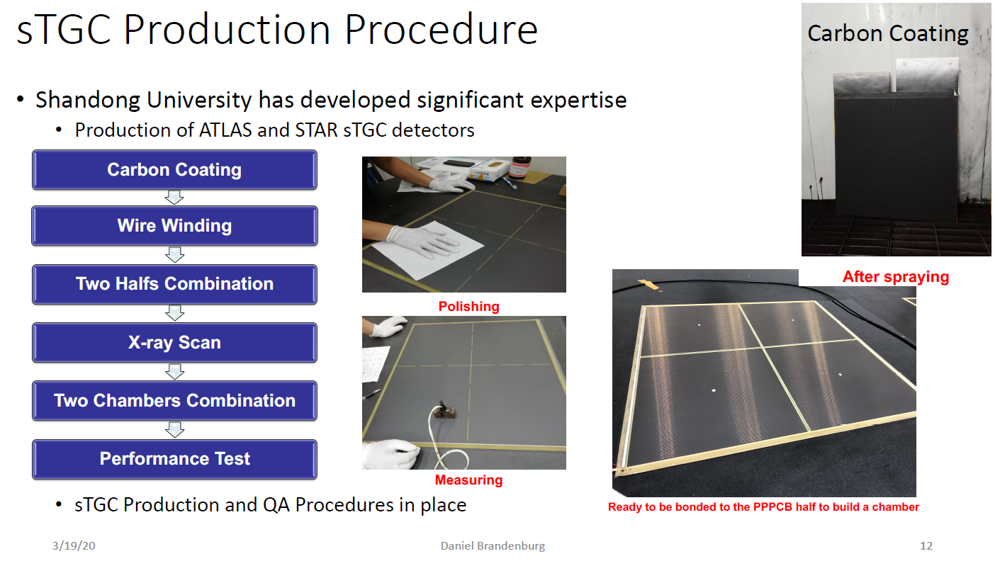 sTGC Production Procedure
Carbon Coating
• Shandong University has developed significant expertise
• Production of ATLAS and STAR sTGC detectors
Carbon Coating
Wire Winding
Two Halfs Combination
X-ray Scan
Two Chambers Combination
Performance Test
Polishing
Measuring
After spraying
Ready to be bonded to the PPPCB half to build a chamber
• sTGC Production and QA Procedures in place
3/19/20
Daniel Brandenburg
12